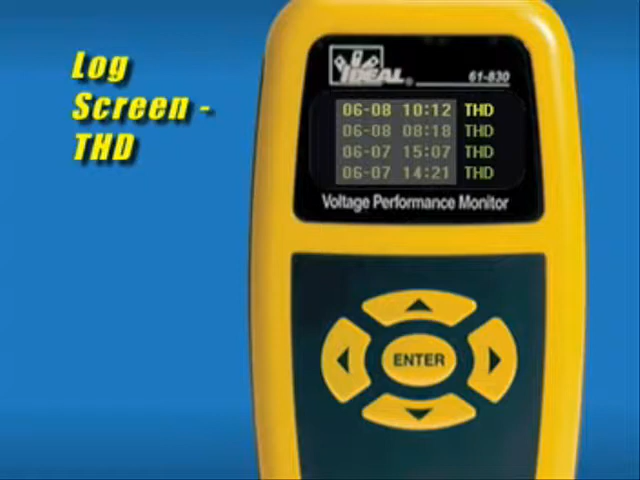 Log
Screen -
THD
IDEAL®
61-830
06-08 10:12 THD
06-08 08:18 THD
06-07 15:07 THD
06-07 14:21 THD
Voltage Performance Monitor
ENTER